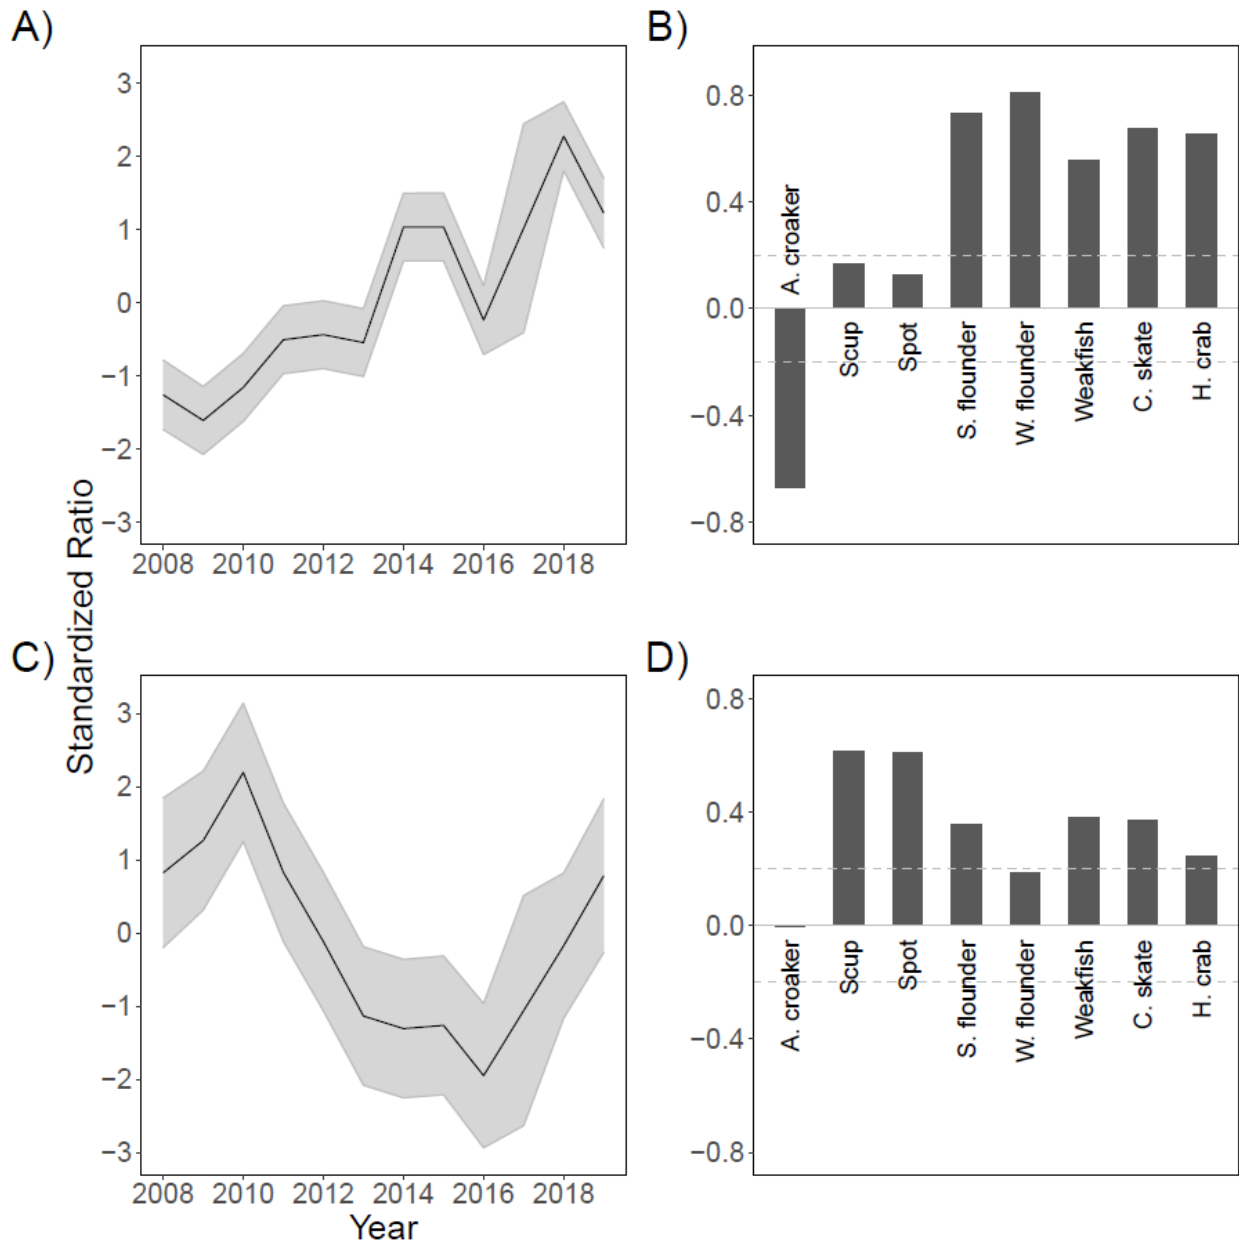 A)
3
2
1
0
−1
−2
−3
2008 2010 2012 2014 2016 2018
B)
0.8
0.4
0.0
−0.4
−0.8
A. croaker
Scup
Spot
S. flounder
W. flounder
Weakfish
C. skate
H. crab
Standardized Ratio
C)
3
2
1
0
−1
−2
−3
2008 2010 2012 2014 2016 2018
Year
D)
0.8
0.4
0.0
−0.4
−0.8
A. croaker
Scup
Spot
S. flounder
W. flounder
Weakfish
C. skate
H. crab